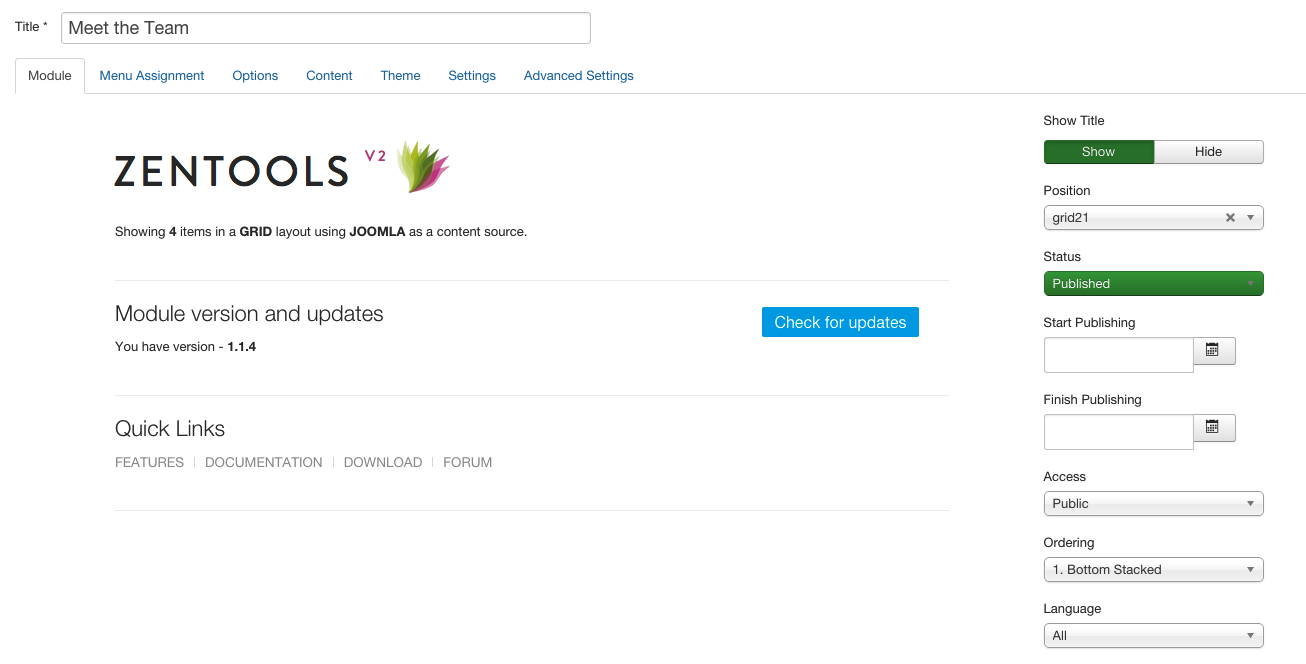 Title *
Meet the Team
Module Menu Assignment Options Content Theme Settings Advanced Settings
ZENTOOLS V2
Showing 4 items in a GRID layout using JOOMLA as a content source.
Module version and updates
Check for updates
You have version - 1.1.4
Quick Links
FEATURES DOCUMENTATION DOWNLOAD FORUM
Show Title
Show Hide
Position
grid21
Status
Published
Start Publishing
Finish Publishing
Access
Public
Ordering
1. Bottom Stacked
Language
All